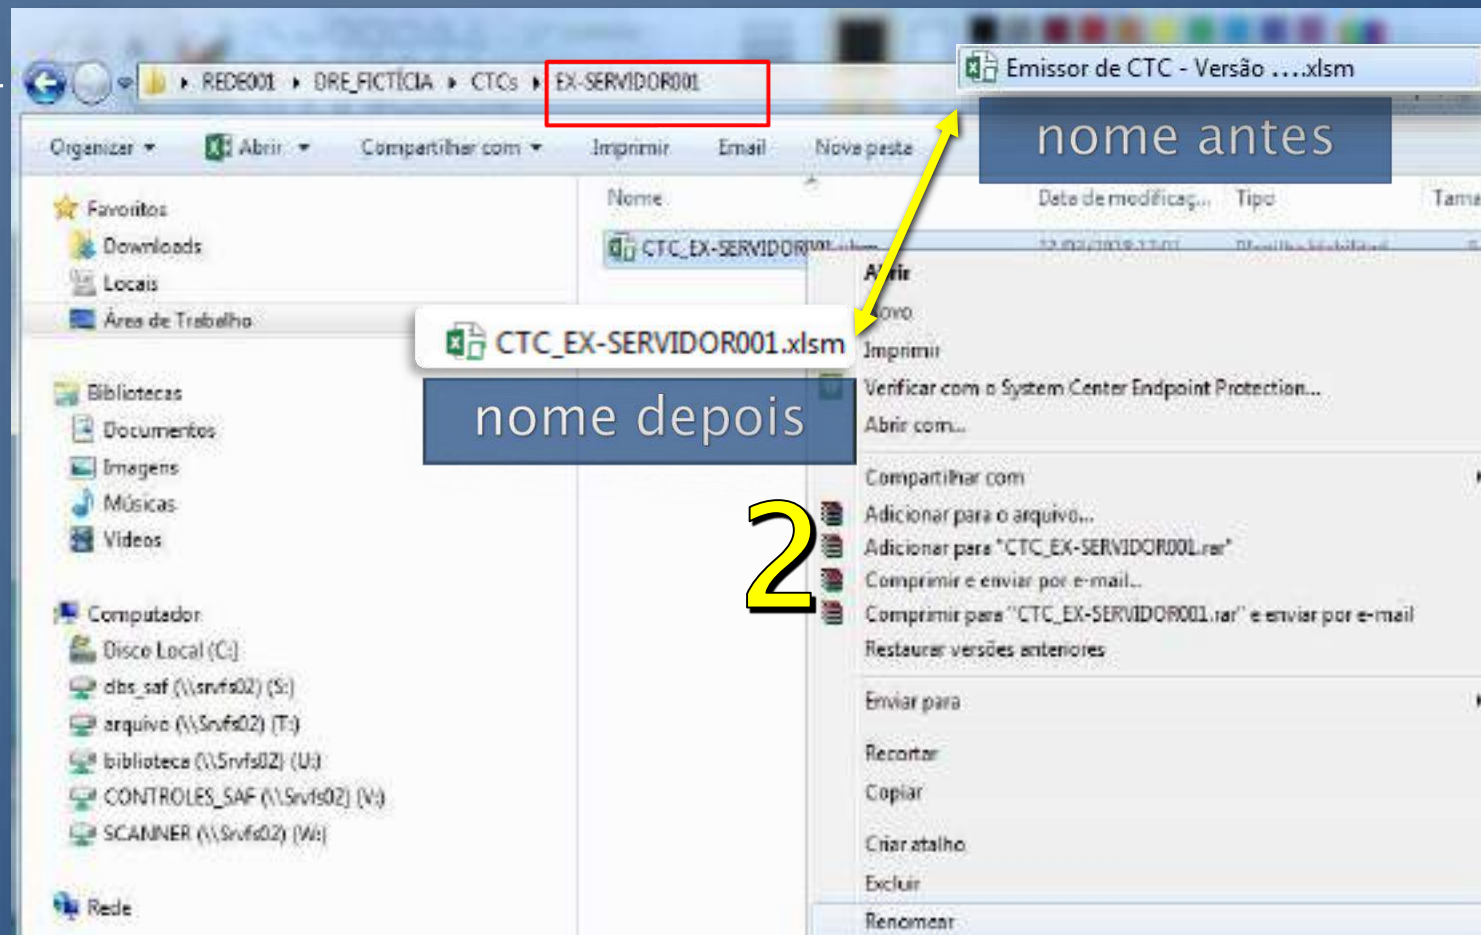 Emissor de CTC - Versão ....xlsm
REDE001 DRE_FICTÍCIA CTCs EX-SERVIDOR001
nome antes
Organizar Abrir Compartilhar com Imprimir Email Nova pasta
Nome Data de modificaç... Tipo Tama
Favoritos
Downloads
Locais
Área de Trabalho
CTC_EX-SERVIDOR001.xlsm
nome depois
Bibliotecas
Documentos
Imagens
Músicas
Vídeos
Computador
Disco Local (C:)
dbs_saf (\\srvfs02) (S:)
arquivo (\\Srvfs02) (T:)
biblioteca (\\Srvfs02) (U:)
CONTROLES_SAF (\\Srvfs02) (V:)
SCANNER (\\Srvfs02) (W:)
Rede
2
Abrir
Novo
Imprimir
Verificar com o System Center Endpoint Protection...
Abrir com...
Compartilhar com
Adicionar para o arquivo...
Adicionar para "CTC_EX-SERVIDOR001.rar"
Comprimir e enviar por e-mail...
Comprimir para "CTC_EX-SERVIDOR001.rar" e enviar por e-mail
Restaurar versões anteriores
Enviar para
Recortar
Copiar
Criar atalho
Excluir
Renomear